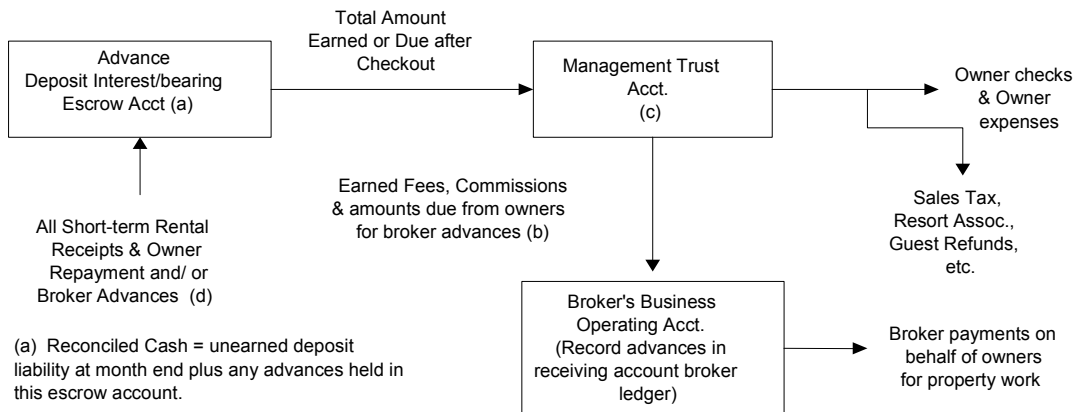 Total Amount
Earned or Due after
Checkout
Advance
Deposit Interest/bearing
Escrow Acct (a)
Management Trust
Acct.
(c)
Owner checks
& Owner
expenses
Earned Fees, Commissions
& amounts due from owners
for broker advances (b)
Sales Tax,
Resort Assoc.,
Guest Refunds,
etc.
All Short-term Rental
Receipts & Owner
Repayment and/ or
Broker Advances (d)
Broker's Business
Operating Acct.
(Record advances in
receiving account broker
ledger)
Broker payments on
behalf of owners
for property work
(a) Reconciled Cash = unearned deposit
liability at month end plus any advances held in
this escrow account.